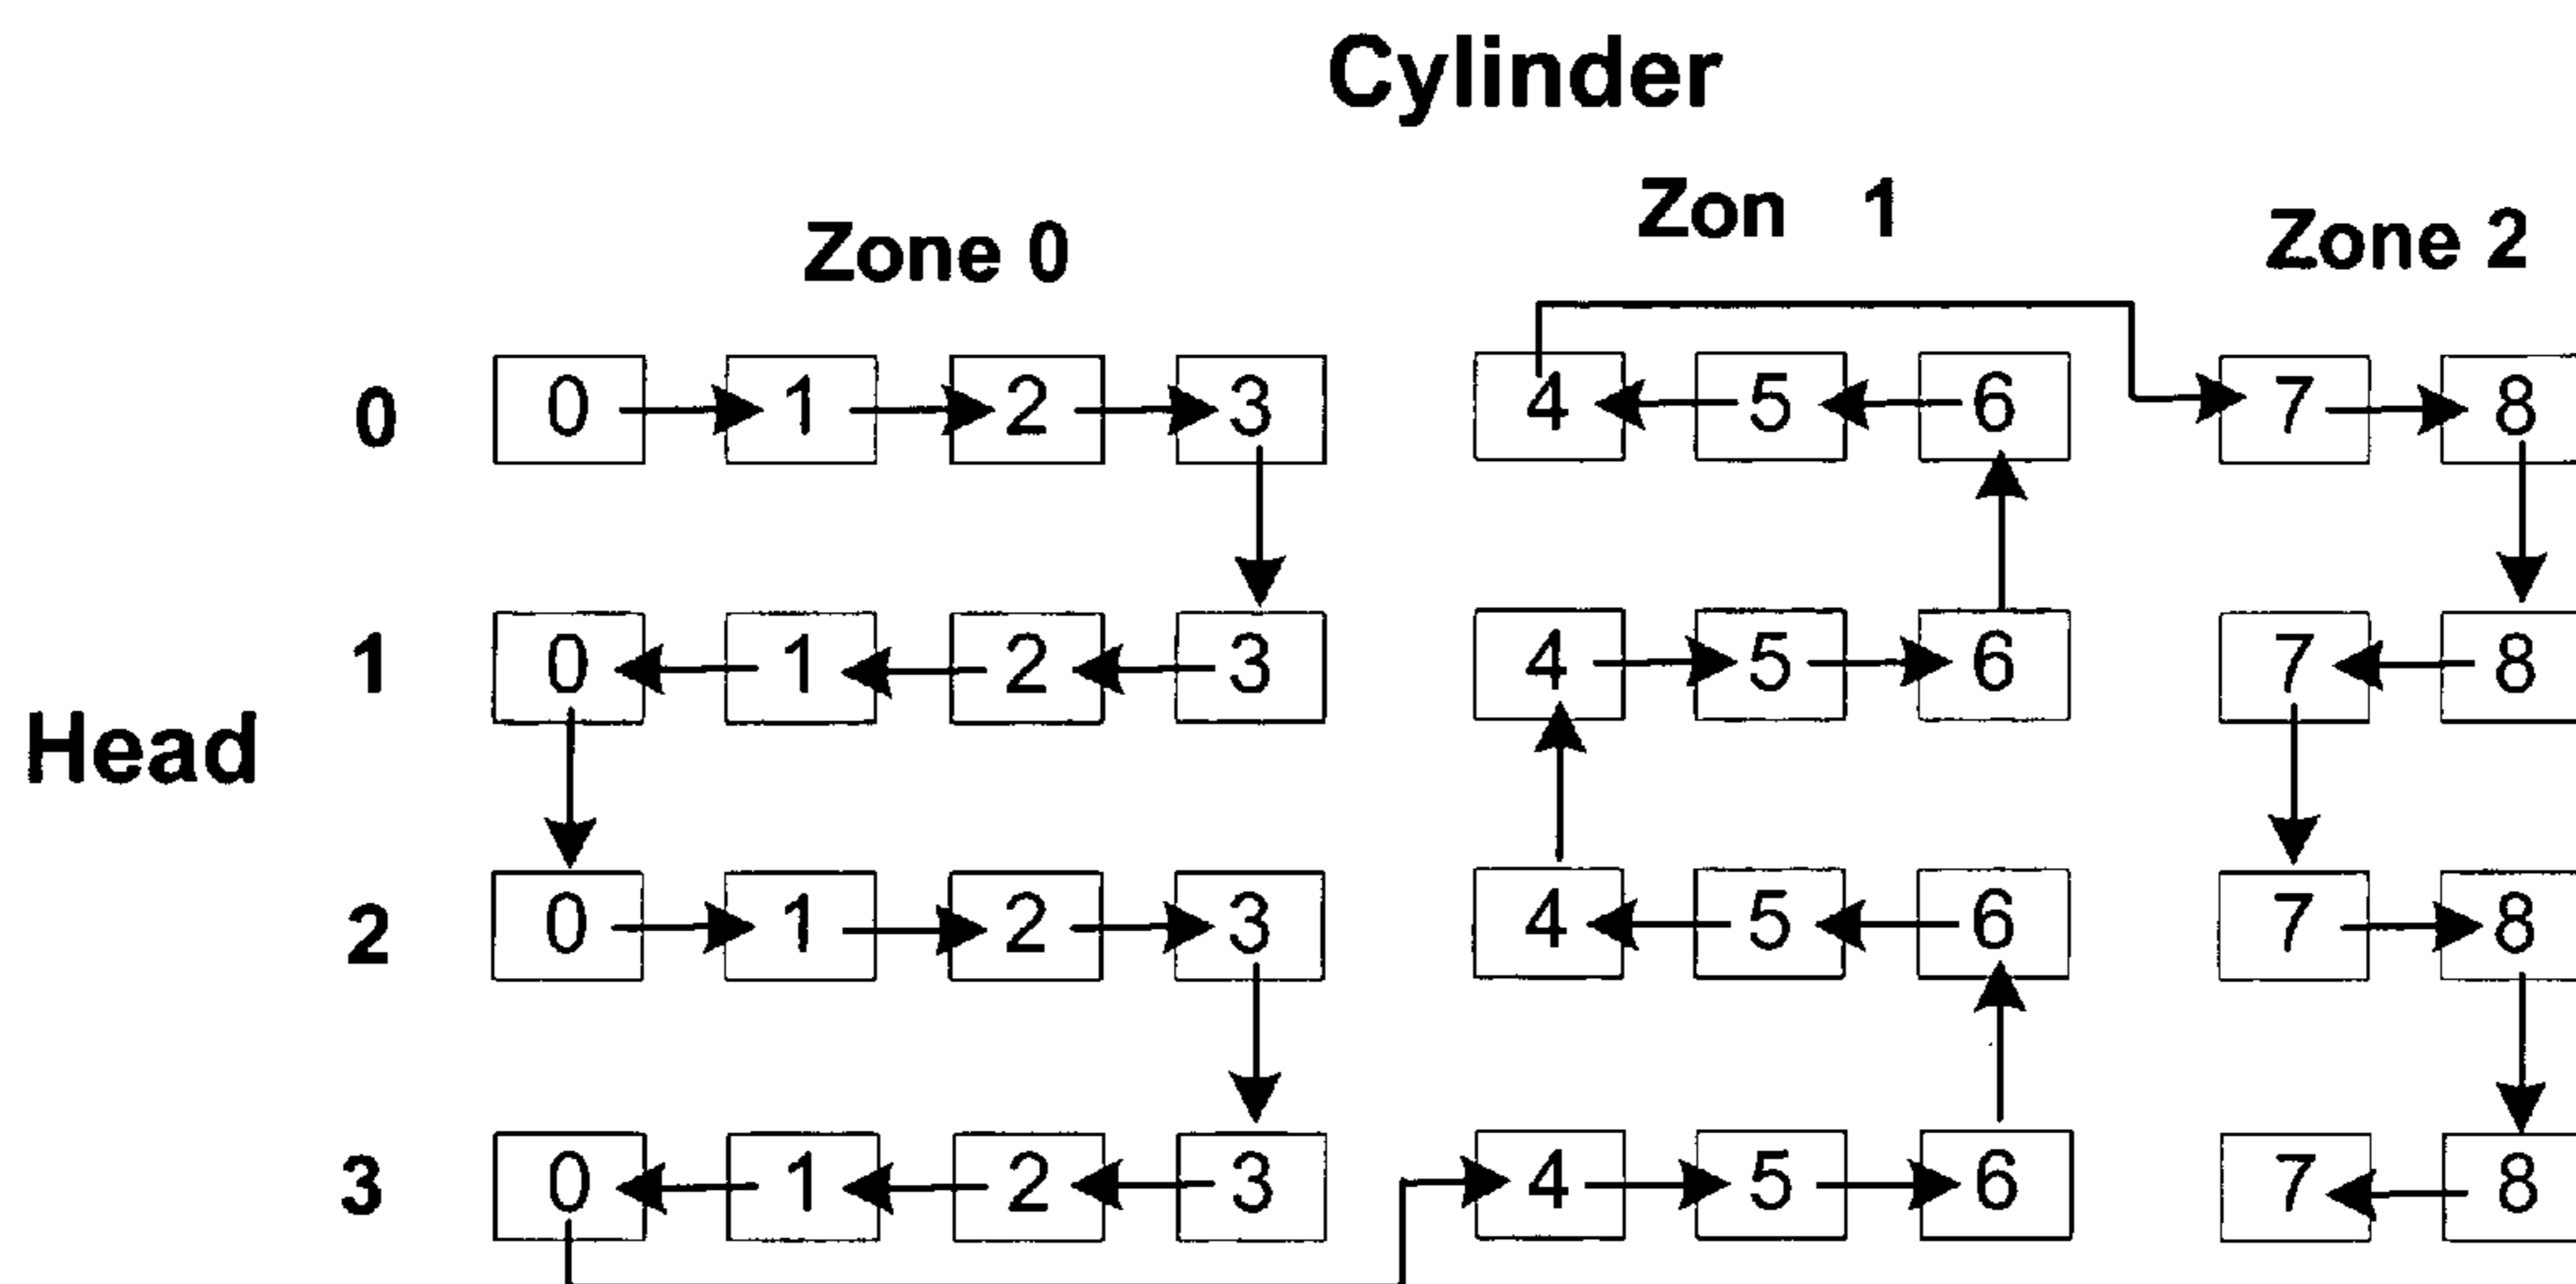 Cylinder
Zone 0
Zon 1
Zone 2
0 0 1 2 3 4 5 6 7 8
1 0 1 2 3 4 5 6 7 8
Head
2 0 1 2 3 4 5 6 7 8
3 0 1 2 3 4 5 6 7 8